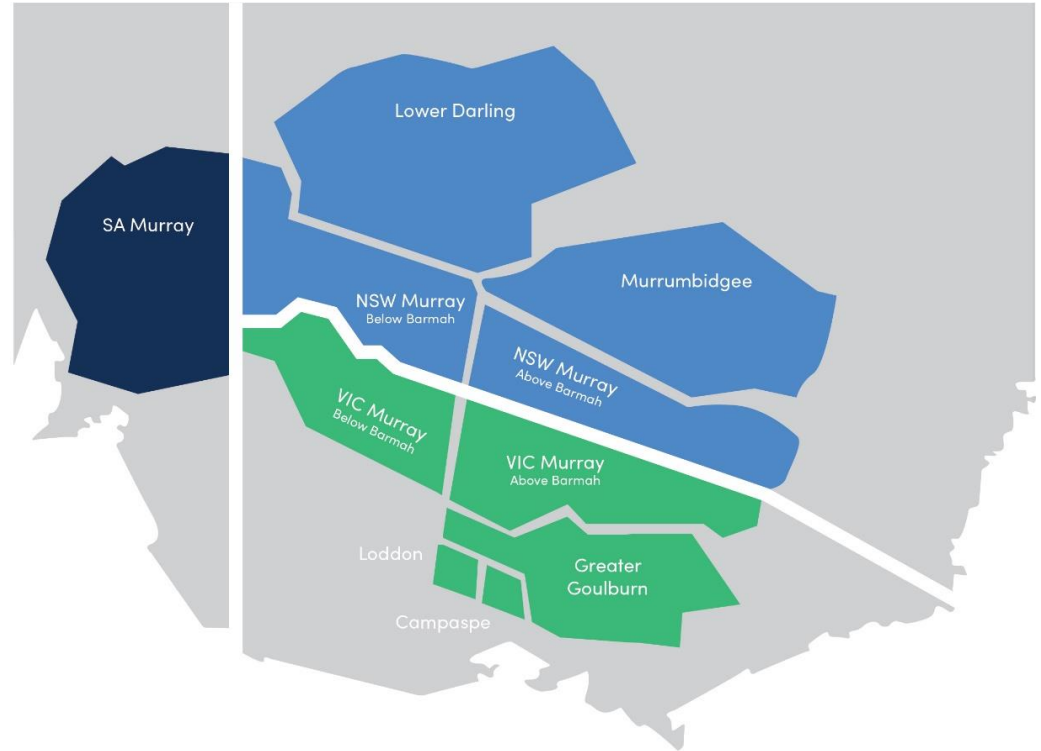 Lower Darling
SA Murray
Murrumbidgee
NSW Murray
Below Barmah
NSW Murray
Above Barmah
VIC Murray
Below Barmah
VIC Murray
Above Barmah
Loddon
Greater
Goulburn
Campaspe